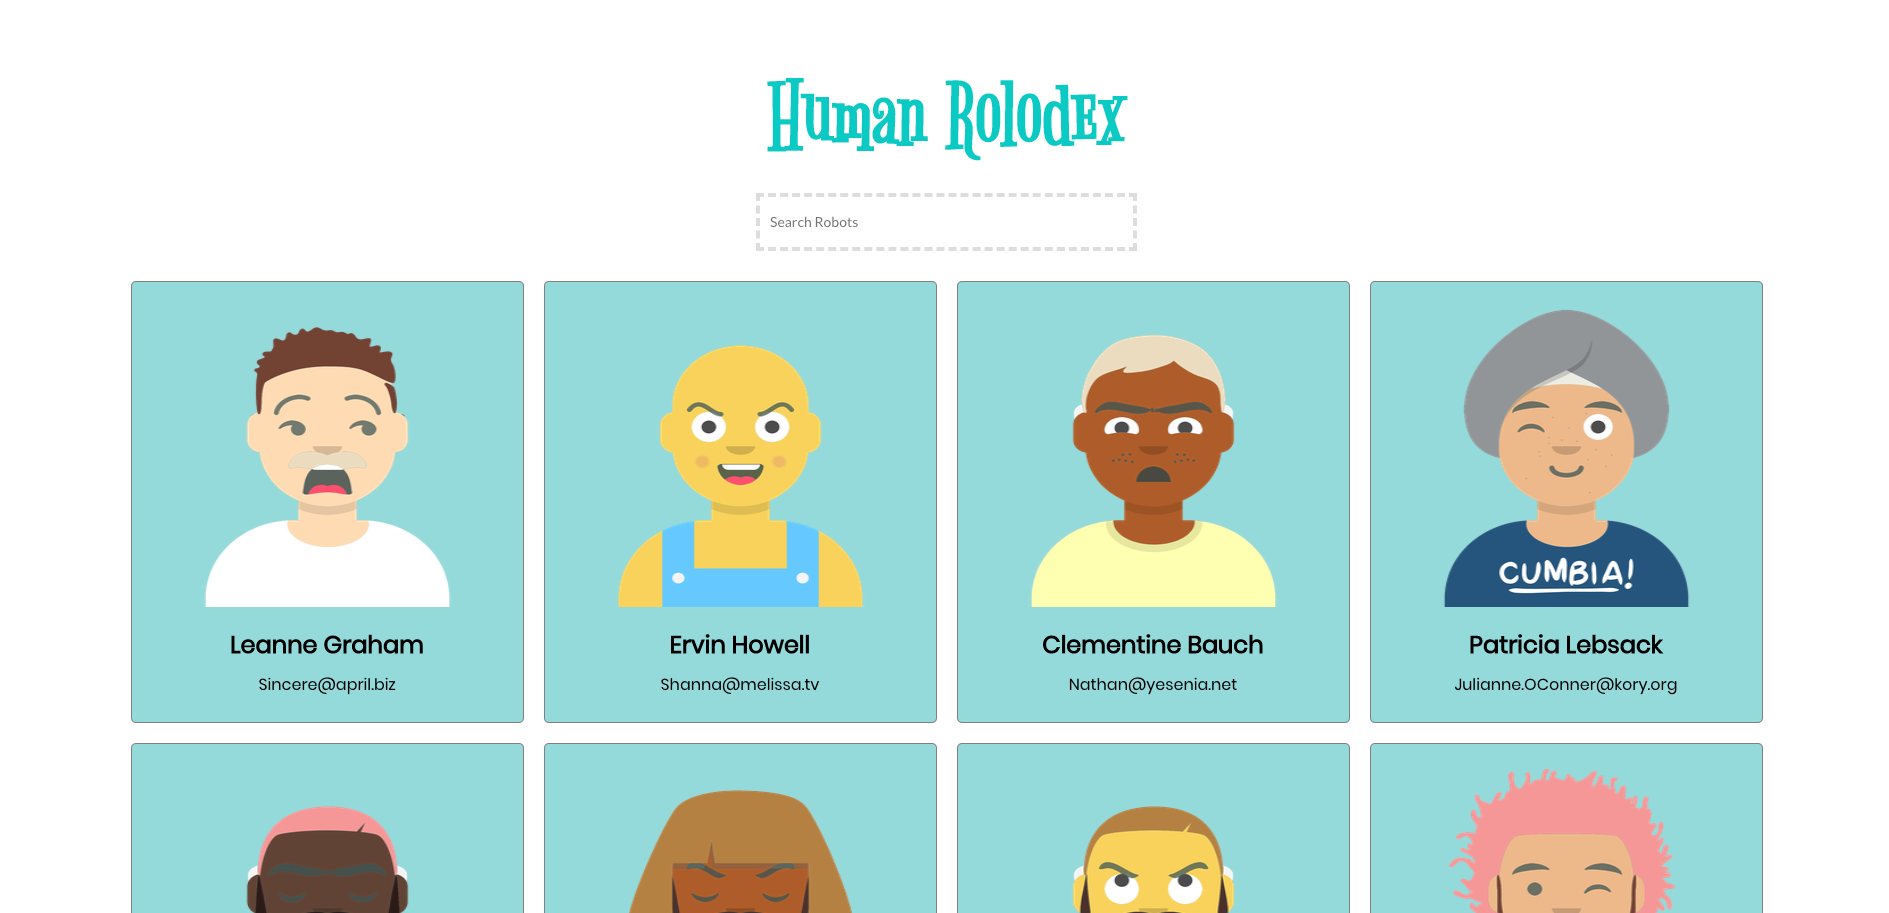 Human Rolodex
Search Robots
CUMBIA!
Leanne Graham
Ervin Howell
Clementine Bauch
Patricia Lebsack
Sincere@april.biz
Shanna@melissa.tv
Nathan@yesenia.net
Julianne.OConner@kory.org